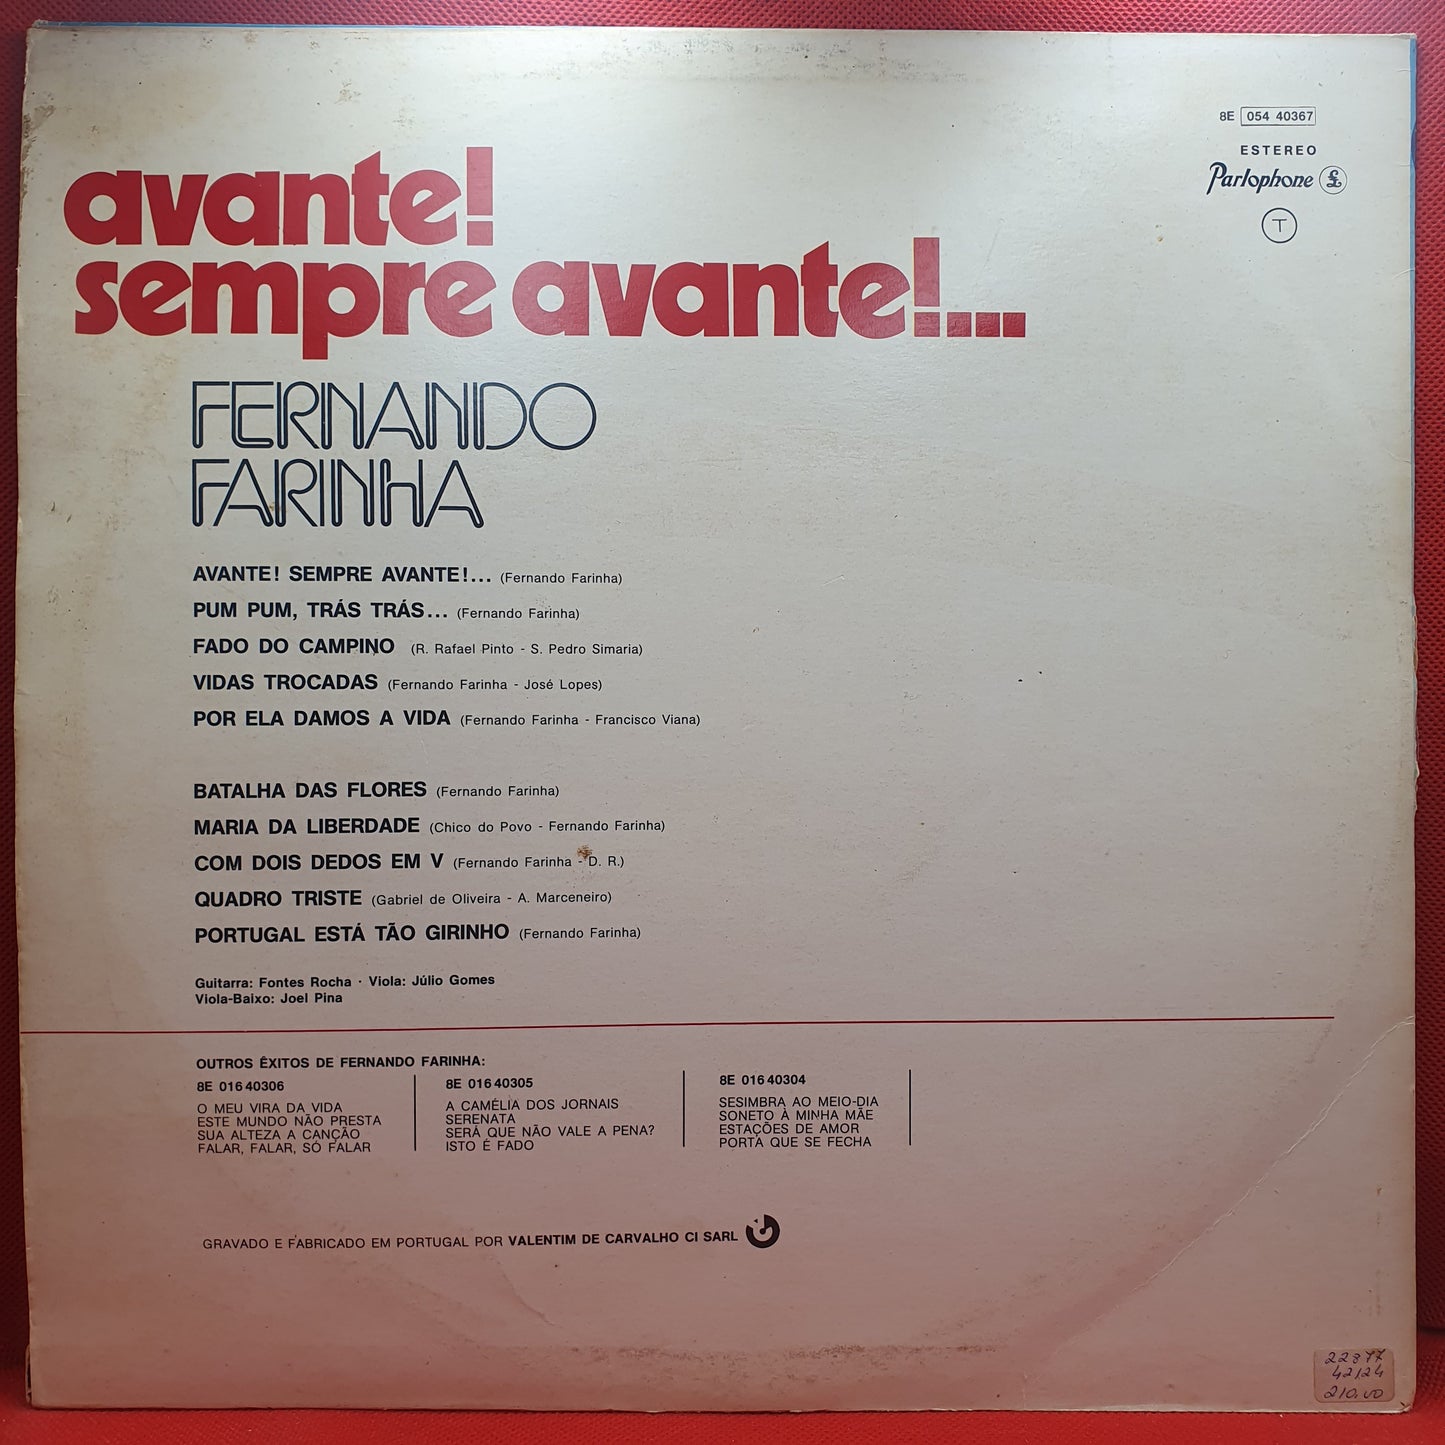 8E 054 40367
ESTEREO
Parlophone £
T
avante!
sempre avante!...
FERNANDO
FARINHA
AVANTE! SEMPRE AVANTE!... (Fernando Farinha)
PUM PUM, TRÁS TRÁS... (Fernando Farinha)
FADO DO CAMPINO (R. Rafael Pinto - S. Pedro Simaria)
VIDAS TROCADAS (Fernando Farinha - José Lopes)
POR ELA DAMOS A VIDA (Fernando Farinha - Francisco Viana)
BATALHA DAS FLORES (Fernando Farinha)
MARIA DA LIBERDADE (Chico do Povo - Fernando Farinha)
COM DOIS DEDOS EM V (Fernando Farinha - D. R.)
QUADRO TRISTE (Gabriel de Oliveira - A. Marceneiro)
PORTUGAL ESTÁ TÃO GIRINHO (Fernando Farinha)
Guitarra: Fontes Rocha · Viola: Júlio Gomes
Viola-Baixo: Joel Pina
OUTROS ÊXITOS DE FERNANDO FARINHA:
8E 016 40306
O MEU VIRA DA VIDA
ESTE MUNDO NÃO PRESTA
SUA ALTEZA A CANÇÃO
FALAR, FALAR, SÓ FALAR
8E 016 40305
A CAMÉLIA DOS JORNAIS
SERENATA
SERÁ QUE NÃO VALE A PENA?
ISTO É FADO
8E 016 40304
SESIMBRA AO MEIO-DIA
SONETO À MINHA MÃE
ESTAÇÕES DE AMOR
PORTA QUE SE FECHA
GRAVADO E FABRICADO EM PORTUGAL POR VALENTIM DE CARVALHO CI SARL
22877
42124
210.00